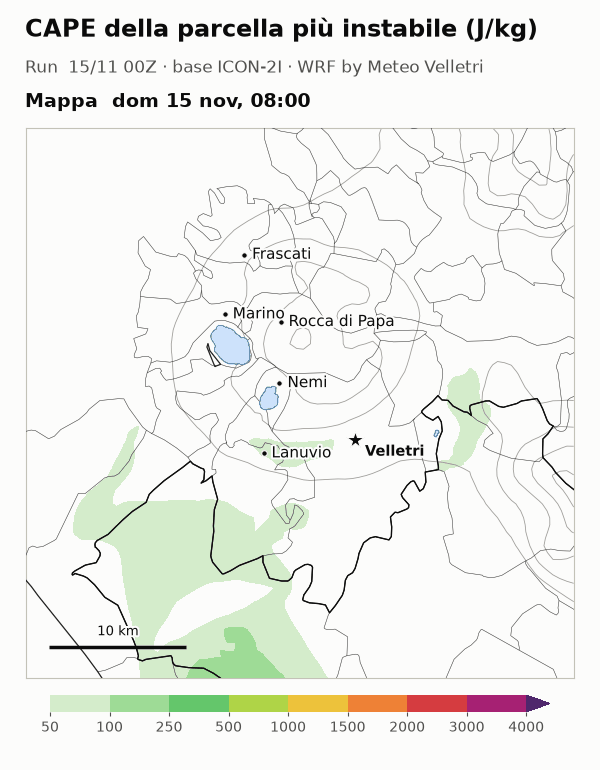 CAPE della parcella più instabile (J/kg)
Run  15/11 00Z · base ICON-2I · WRF by Meteo Velletri
Mappa  dom 15 nov, 08:00
Frascati
Marino
Rocca di Papa
Nemi
Velletri
Lanuvio
10 km
50 100 250 500 1000 1500 2000 3000 4000